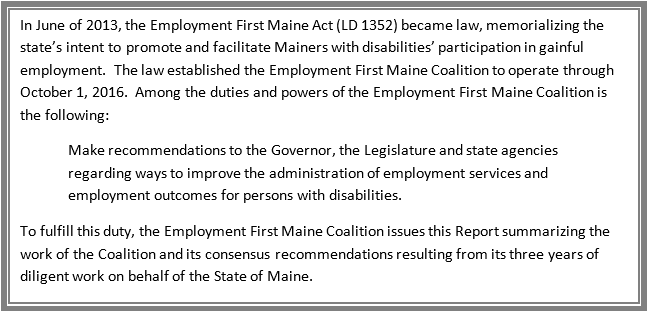 In June of 2013, the Employment First Maine Act (LD 1352) became law, memorializing the
state’s intent to promote and facilitate Mainers with disabilities’ participation in gainful
employment.  The law established the Employment First Maine Coalition to operate through
October 1, 2016.  Among the duties and powers of the Employment First Maine Coalition is
the following:
Make recommendations to the Governor, the Legislature and state agencies
regarding ways to improve the administration of employment services and
employment outcomes for persons with disabilities.
To fulfill this duty, the Employment First Maine Coalition issues this Report summarizing the
work of the Coalition and its consensus recommendations resulting from its three years of
diligent work on behalf of the State of Maine.